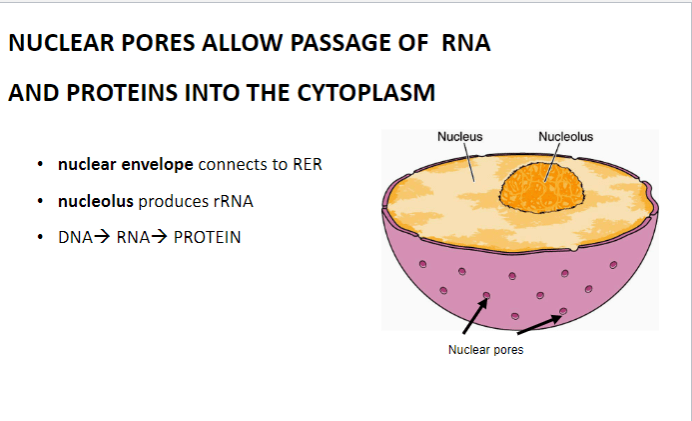 NUCLEAR PORES ALLOW PASSAGE OF RNA
AND PROTEINS INTO THE CYTOPLASM
• nuclear envelope connects to RER
• nucleolus produces rRNA
• DNA→ RNA→ PROTEIN
Nucleus
Nucleolus
Nuclear pores